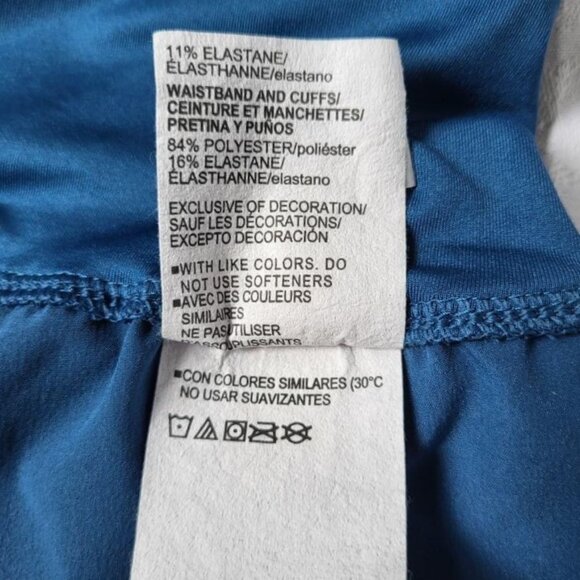 11% ELASTANE/
ÉLASTHANNE/elastano
WAISTBAND AND CUFFS/
CEINTURE ET MANCHETTES/
PRETINA Y PUÑOS
84% POLYESTER/poliéster
16% ELASTANE/
ÉLASTHANNE/elastano
EXCLUSIVE OF DECORATION/
SAUF LES DÉCORATIONS/
EXCEPTO DECORACIÓN
■WITH LIKE COLORS. DO
NOT USE SOFTENERS
■AVEC DES COULEURS
SIMILAIRES
NE PAS UTILISER
■CON COLORES SIMILARES (30°C
NO USAR SUAVIZANTES